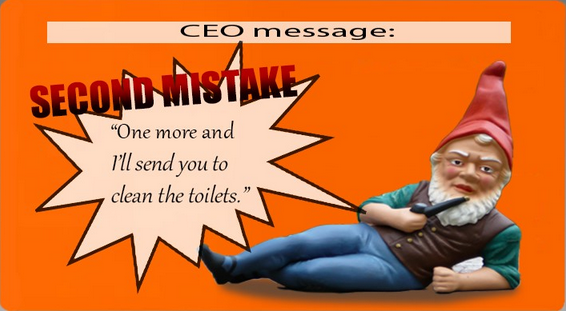 CEO message:
SECOND MISTAKE
“One more and
I’ll send you to
clean the toilets.”